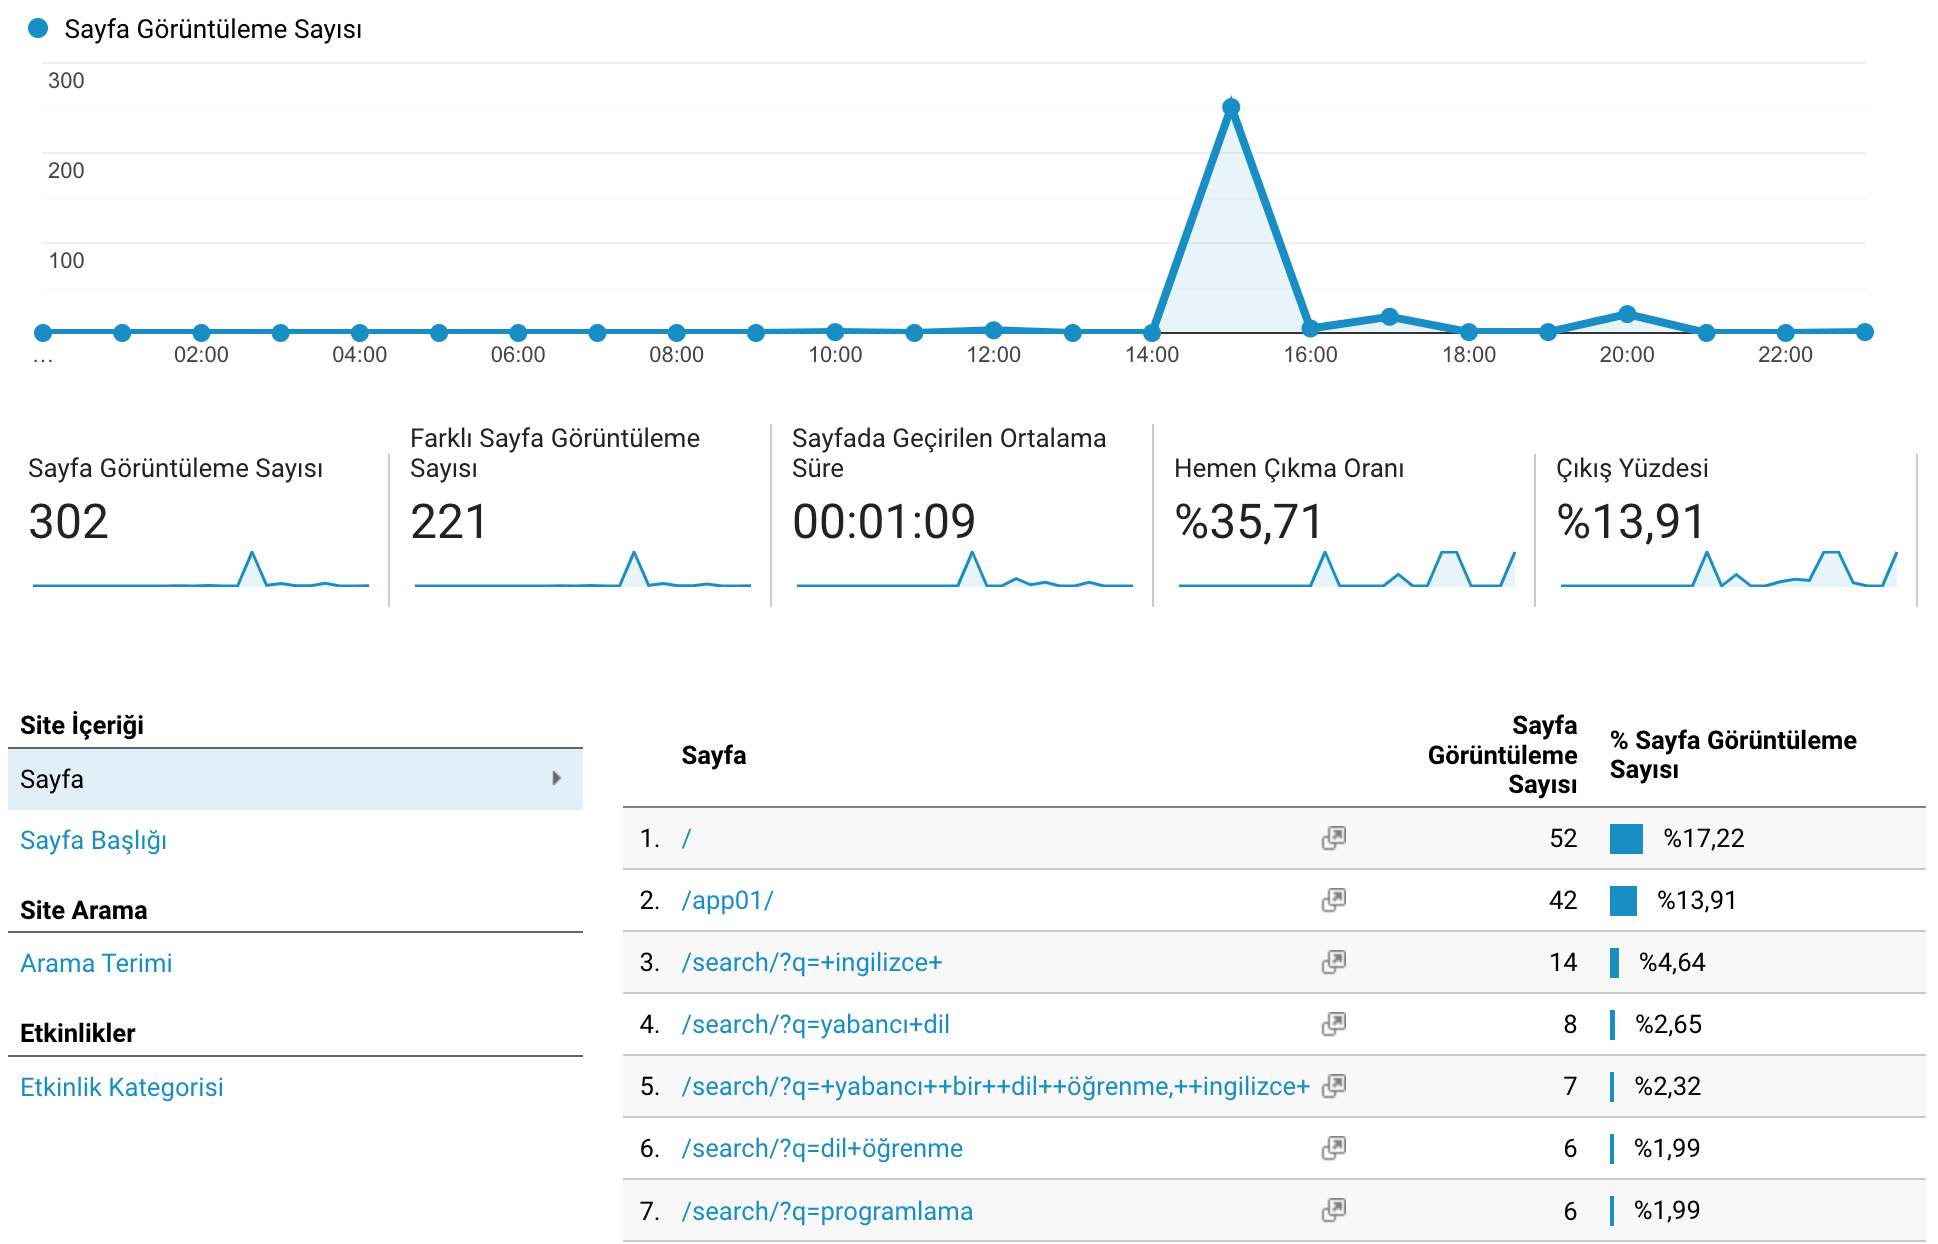 Sayfa Görüntüleme Sayısı
300
200
100
... 02:00 04:00 06:00 08:00 10:00 12:00 14:00 16:00 18:00 20:00 22:00
Sayfa Görüntüleme Sayısı
302
Farklı Sayfa Görüntüleme
Sayısı
221
Sayfada Geçirilen Ortalama
Süre
00:01:09
Hemen Çıkma Oranı
%35,71
Çıkış Yüzdesi
%13,91
Site İçeriği
Sayfa
Sayfa Başlığı
Site Arama
Arama Terimi
Etkinlikler
Etkinlik Kategorisi
Sayfa
Sayfa
Görüntüleme
Sayısı
% Sayfa Görüntüleme
Sayısı
1. / 52 %17,22
2. /app01/ 42 %13,91
3. /search/?q=+ingilizce+ 14 %4,64
4. /search/?q=yabancı+dil 8 %2,65
5. /search/?q=+yabancı++bir++dil++öğrenme,++ingilizce+ 7 %2,32
6. /search/?q=dil+öğrenme 6 %1,99
7. /search/?q=programlama 6 %1,99